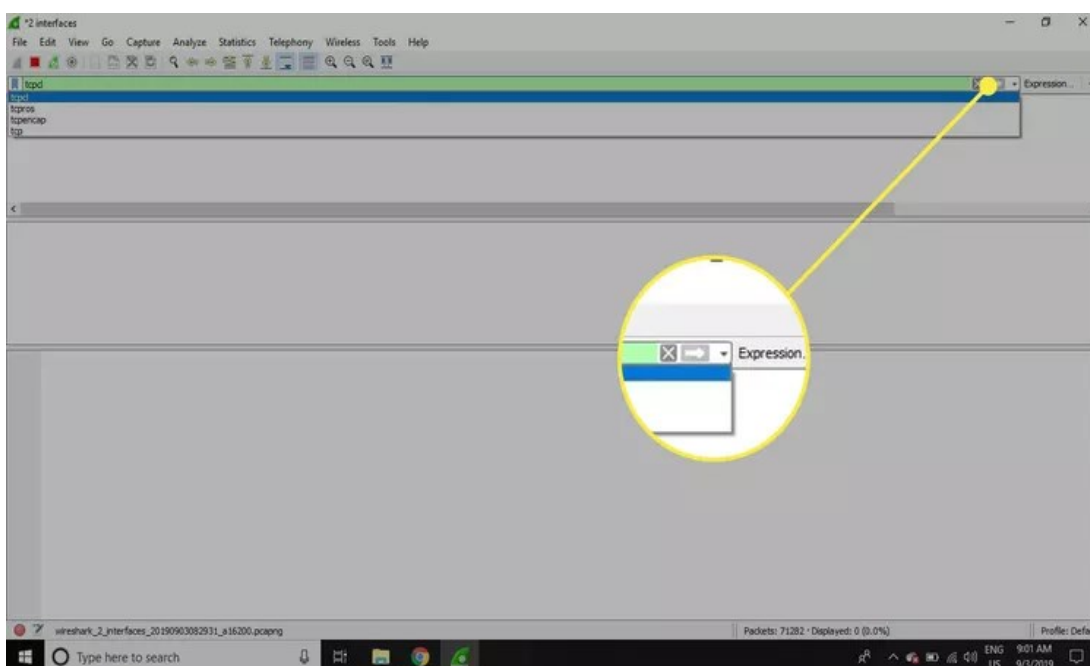 *2 interfaces
File Edit View Go Capture Analyze Statistics Telephony Wireless Tools Help
tcpd
Expression...
tcpd
tcpros
tcpencap
tcp
Expression.
wireshark_2_interfaces_20190903082931_a16200.pcapng
Packets: 71282 · Displayed: 0 (0.0%)
Profile: Defa
Type here to search
ENG
US
9:01 AM
9/3/2019